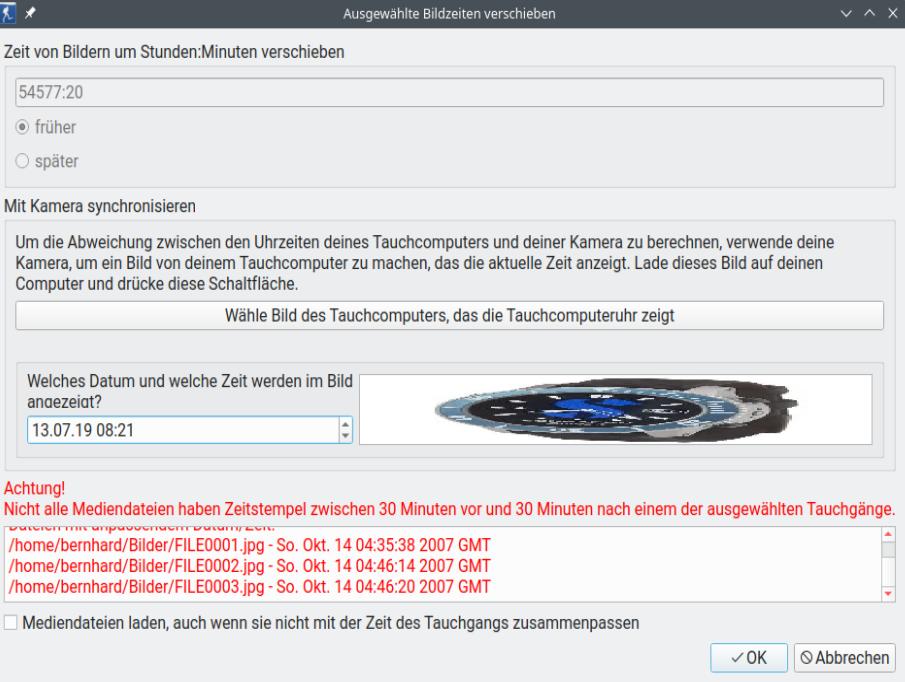 Ausgewählte Bildzeiten verschieben
Zeit von Bildern um Stunden:Minuten verschieben
54577:20
früher
später
Mit Kamera synchronisieren
Um die Abweichung zwischen den Uhrzeiten deines Tauchcomputers und deiner Kamera zu berechnen, verwende deine
Kamera, um ein Bild von deinem Tauchcomputer zu machen, das die aktuelle Zeit anzeigt. Lade dieses Bild auf deinen
Computer und drücke diese Schaltfläche.
Wähle Bild des Tauchcomputers, das die Tauchcomputeruhr zeigt
Welches Datum und welche Zeit werden im Bild
angezeigt?
13.07.19 08:21
Achtung!
Nicht alle Mediendateien haben Zeitstempel zwischen 30 Minuten vor und 30 Minuten nach einem der ausgewählten Tauchgänge.
Dateien mit unpassendem Datum/Zeit:
/home/bernhard/Bilder/FILE0001.jpg - So. Okt. 14 04:35:38 2007 GMT
/home/bernhard/Bilder/FILE0002.jpg - So. Okt. 14 04:46:14 2007 GMT
/home/bernhard/Bilder/FILE0003.jpg - So. Okt. 14 04:46:20 2007 GMT
Mediendateien laden, auch wenn sie nicht mit der Zeit des Tauchgangs zusammenpassen
OK
Abbrechen